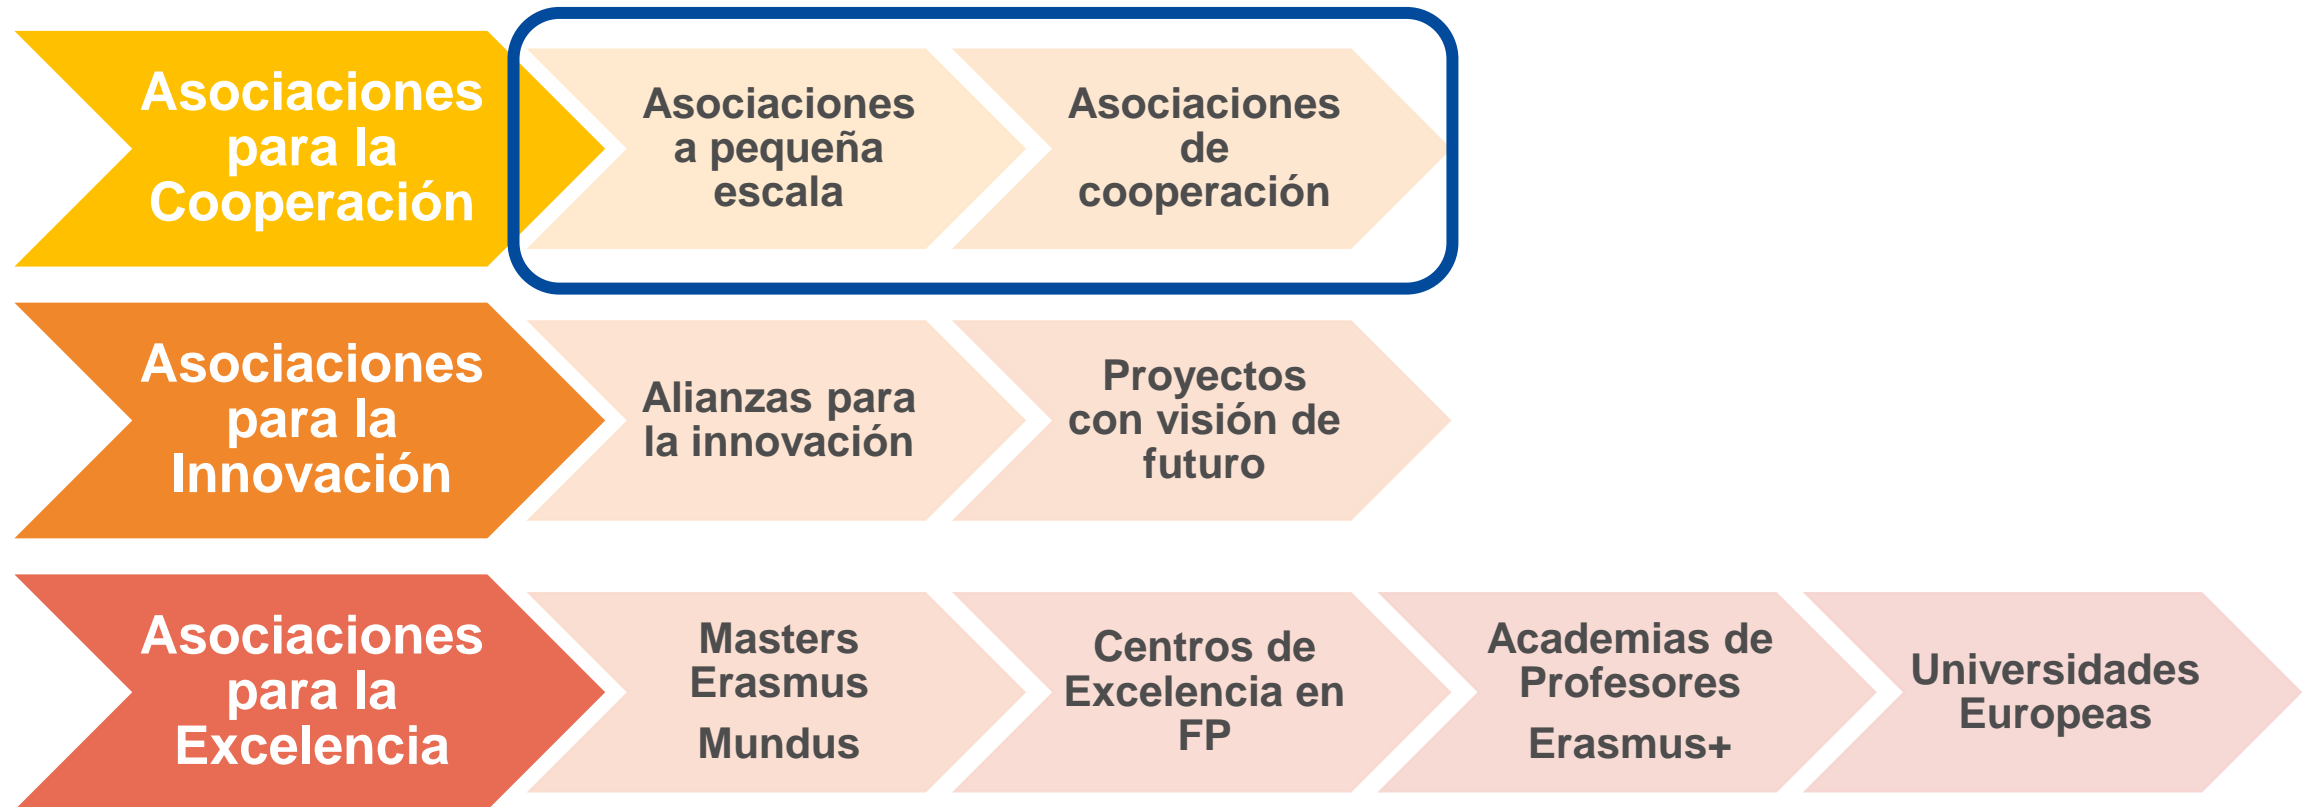 Asociaciones
para la
Cooperación
Asociaciones
a pequeña
escala
Asociaciones
de
cooperación
Asociaciones
para la
Innovación
Alianzas para
la innovación
Proyectos
con visión de
futuro
Asociaciones
para la
Excelencia
Masters
Erasmus
Mundus
Centros de
Excelencia en
FP
Academias de
Profesores
Erasmus+
Universidades
Europeas